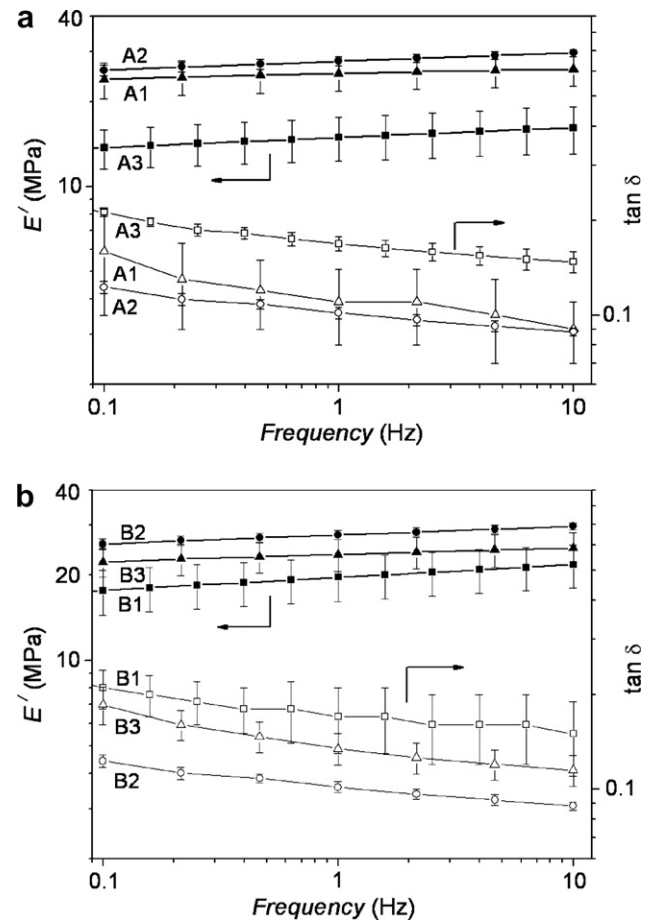 a
40
A2
A1
A3
10
E′ (MPa)
A3
A1
A2
tan δ
0.1
0.1
1
10
Frequency (Hz)
b
40
B2
B3
20
B1
10
E′ (MPa)
B1
B3
B2
tan δ
0.1
0.1
1
10
Frequency (Hz)